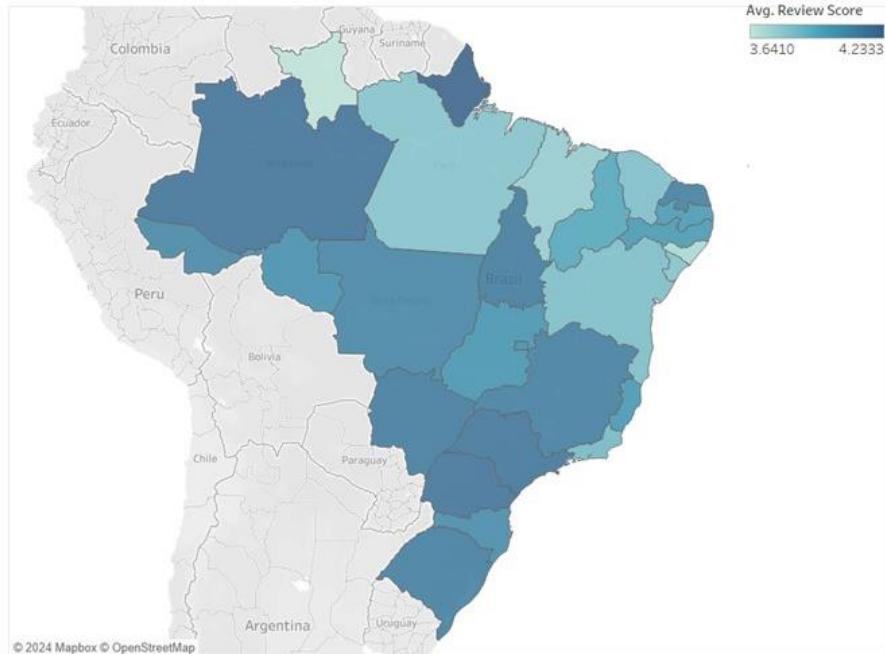 Avg. Review Score
3.6410 4.2333
Guyana
Suriname
Colombia
Ecuador
Brazil
Peru
Bolivia
Chile
Paraguay
Argentina
Uruguay
© 2024 Mapbox © OpenStreetMap